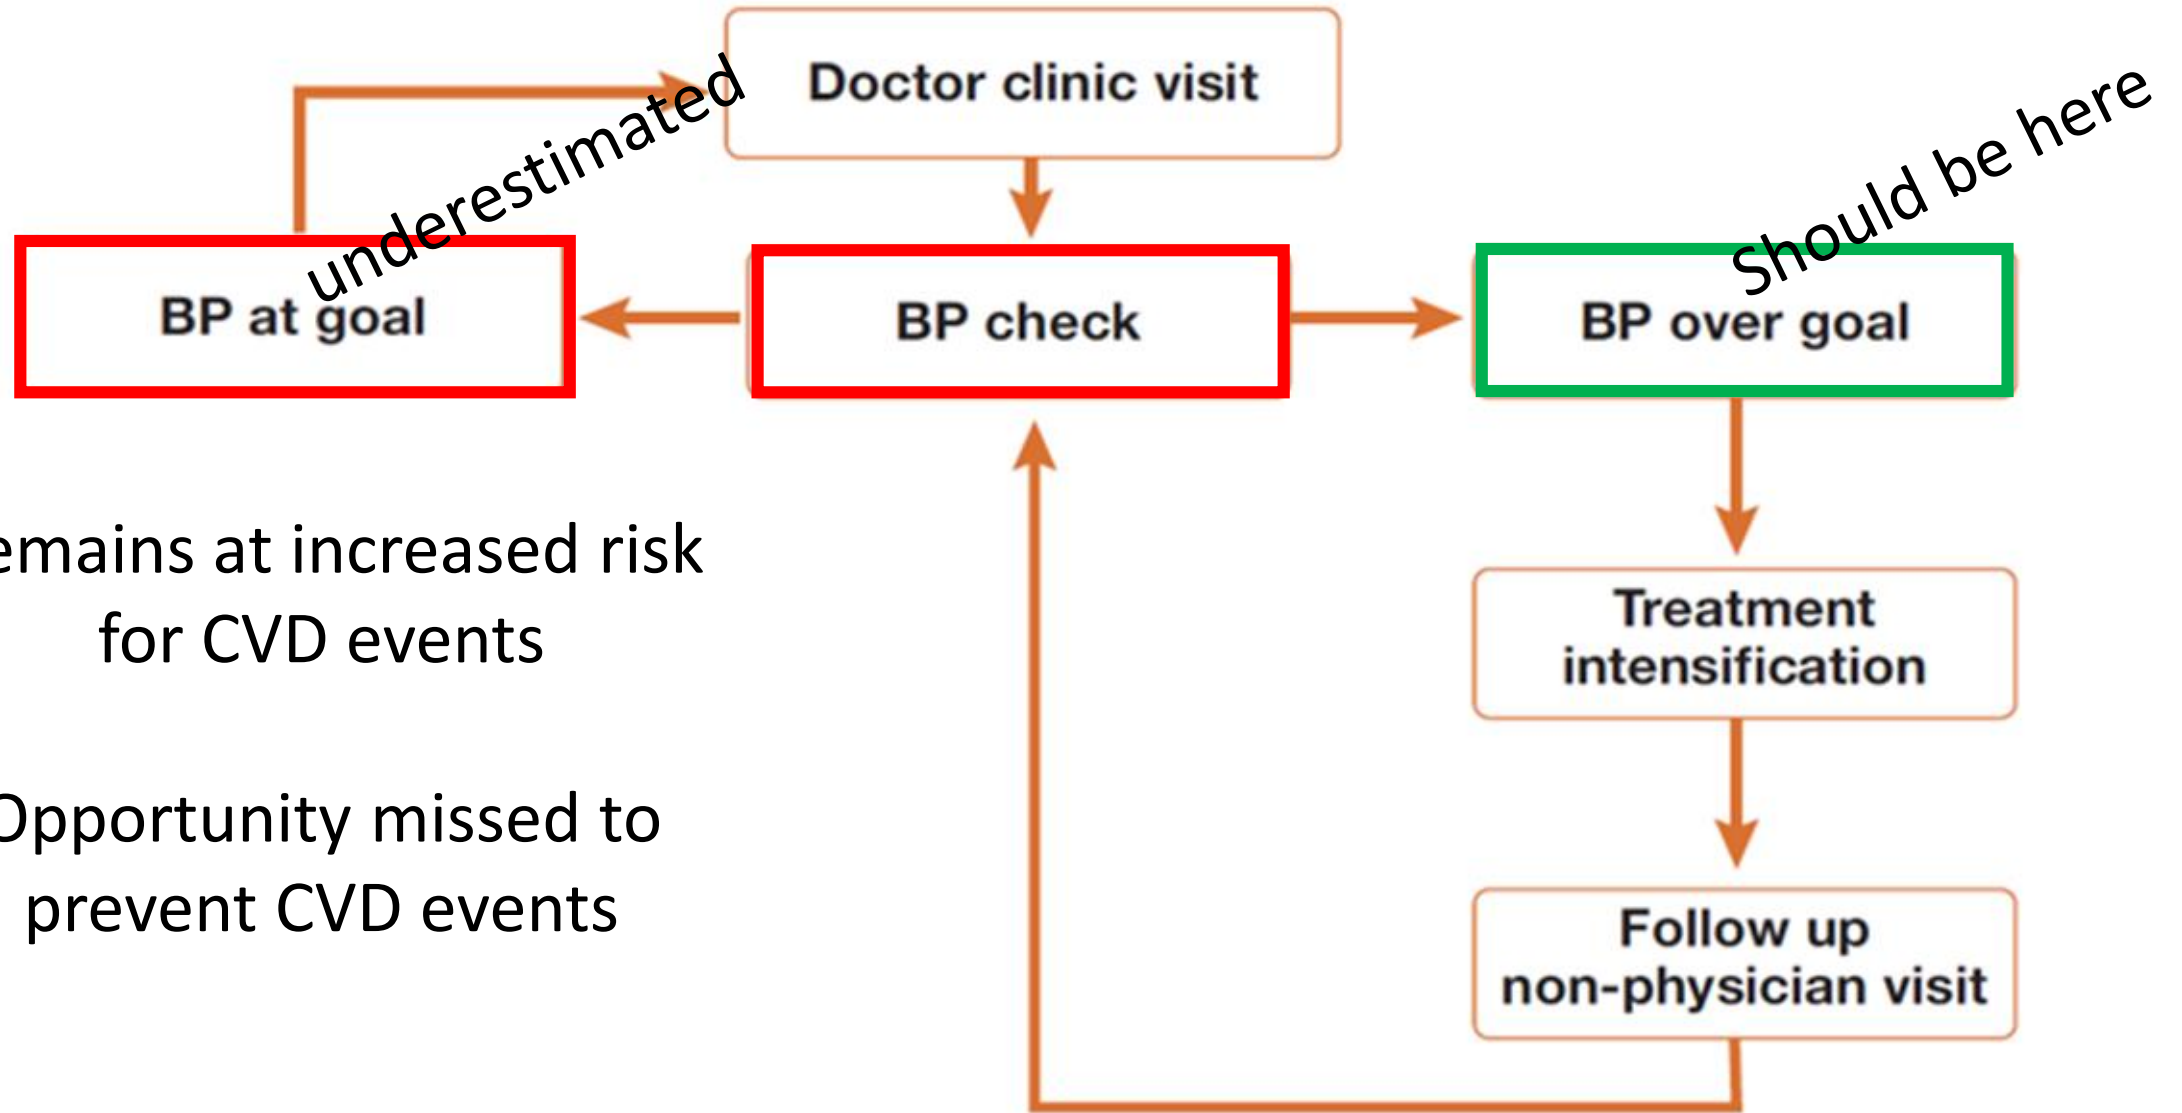 Doctor clinic visit
underestimated
Should be here
BP at goal
BP check
BP over goal
emains at increased risk
for CVD events
Opportunity missed to
prevent CVD events
Treatment
intensification
Follow up
non-physician visit